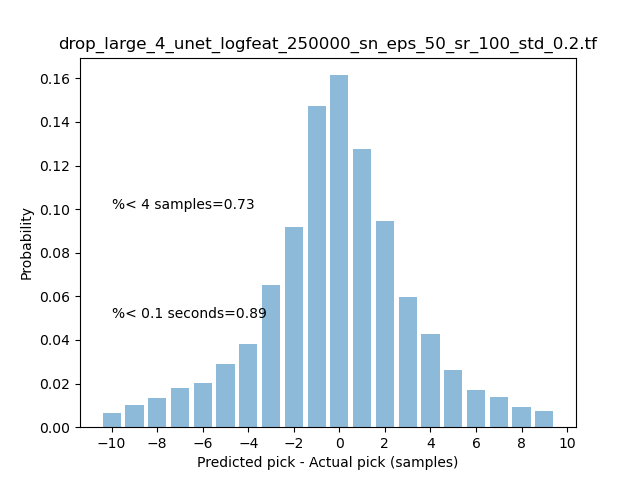 drop_large_4_unet_logfeat_250000_sn_eps_50_sr_100_std_0.2.tf
0.16
0.14
0.12
0.10
0.08
0.06
0.04
0.02
0.00
Probability
%< 4 samples=0.73
%< 0.1 seconds=0.89
−10 −8 −6 −4 −2 0 2 4 6 8 10
Predicted pick - Actual pick (samples)